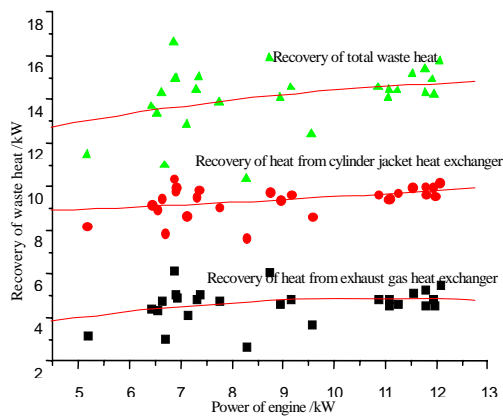 Recovery of waste heat /kW
18
16
14
12
10
8
6
4
2
Recovery of total waste heat
Recovery of heat from cylinder jacket heat exchanger
Recovery of heat from exhaust gas heat exchanger
5 6 7 8 9 10 11 12 13
Power of engine /kW